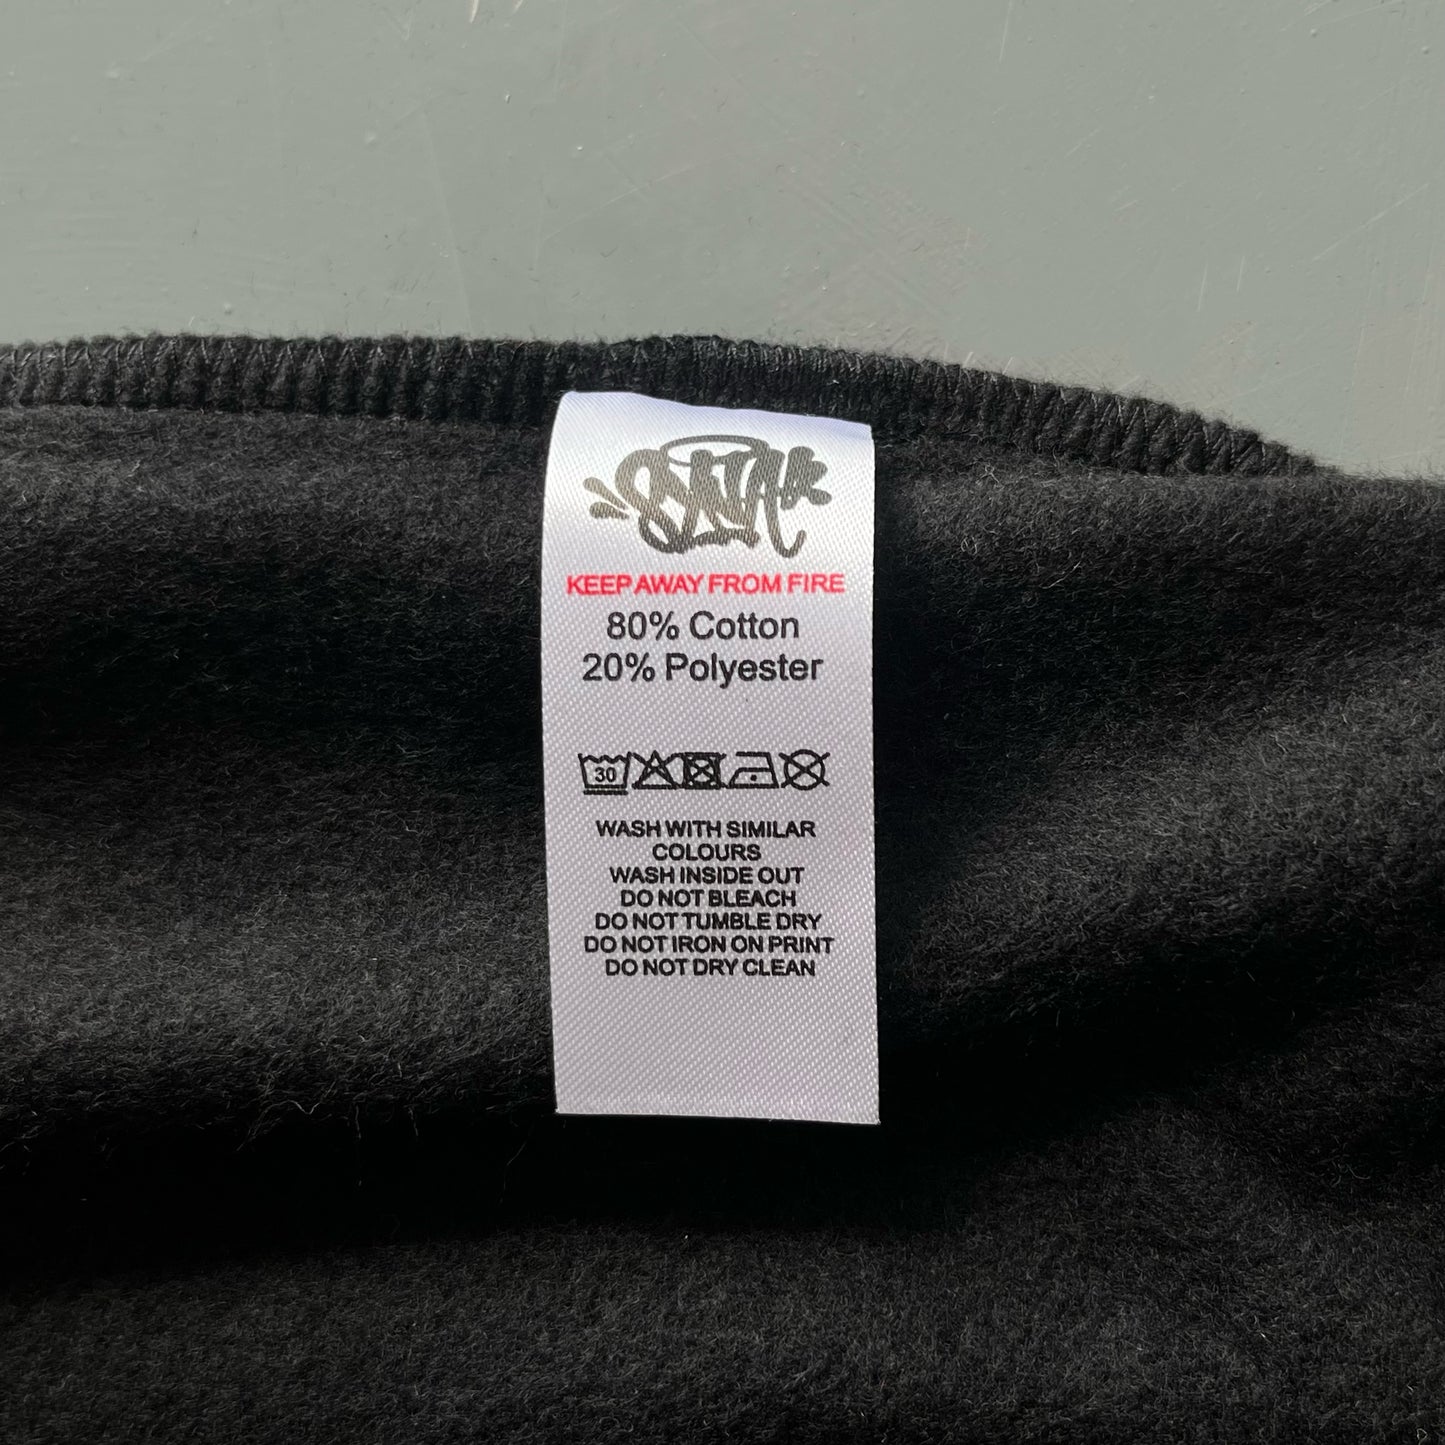 SYNA
KEEP AWAY FROM FIRE
80% Cotton
20% Polyester
30
WASH WITH SIMILAR
COLOURS
WASH INSIDE OUT
DO NOT BLEACH
DO NOT TUMBLE DRY
DO NOT IRON ON PRINT
DO NOT DRY CLEAN